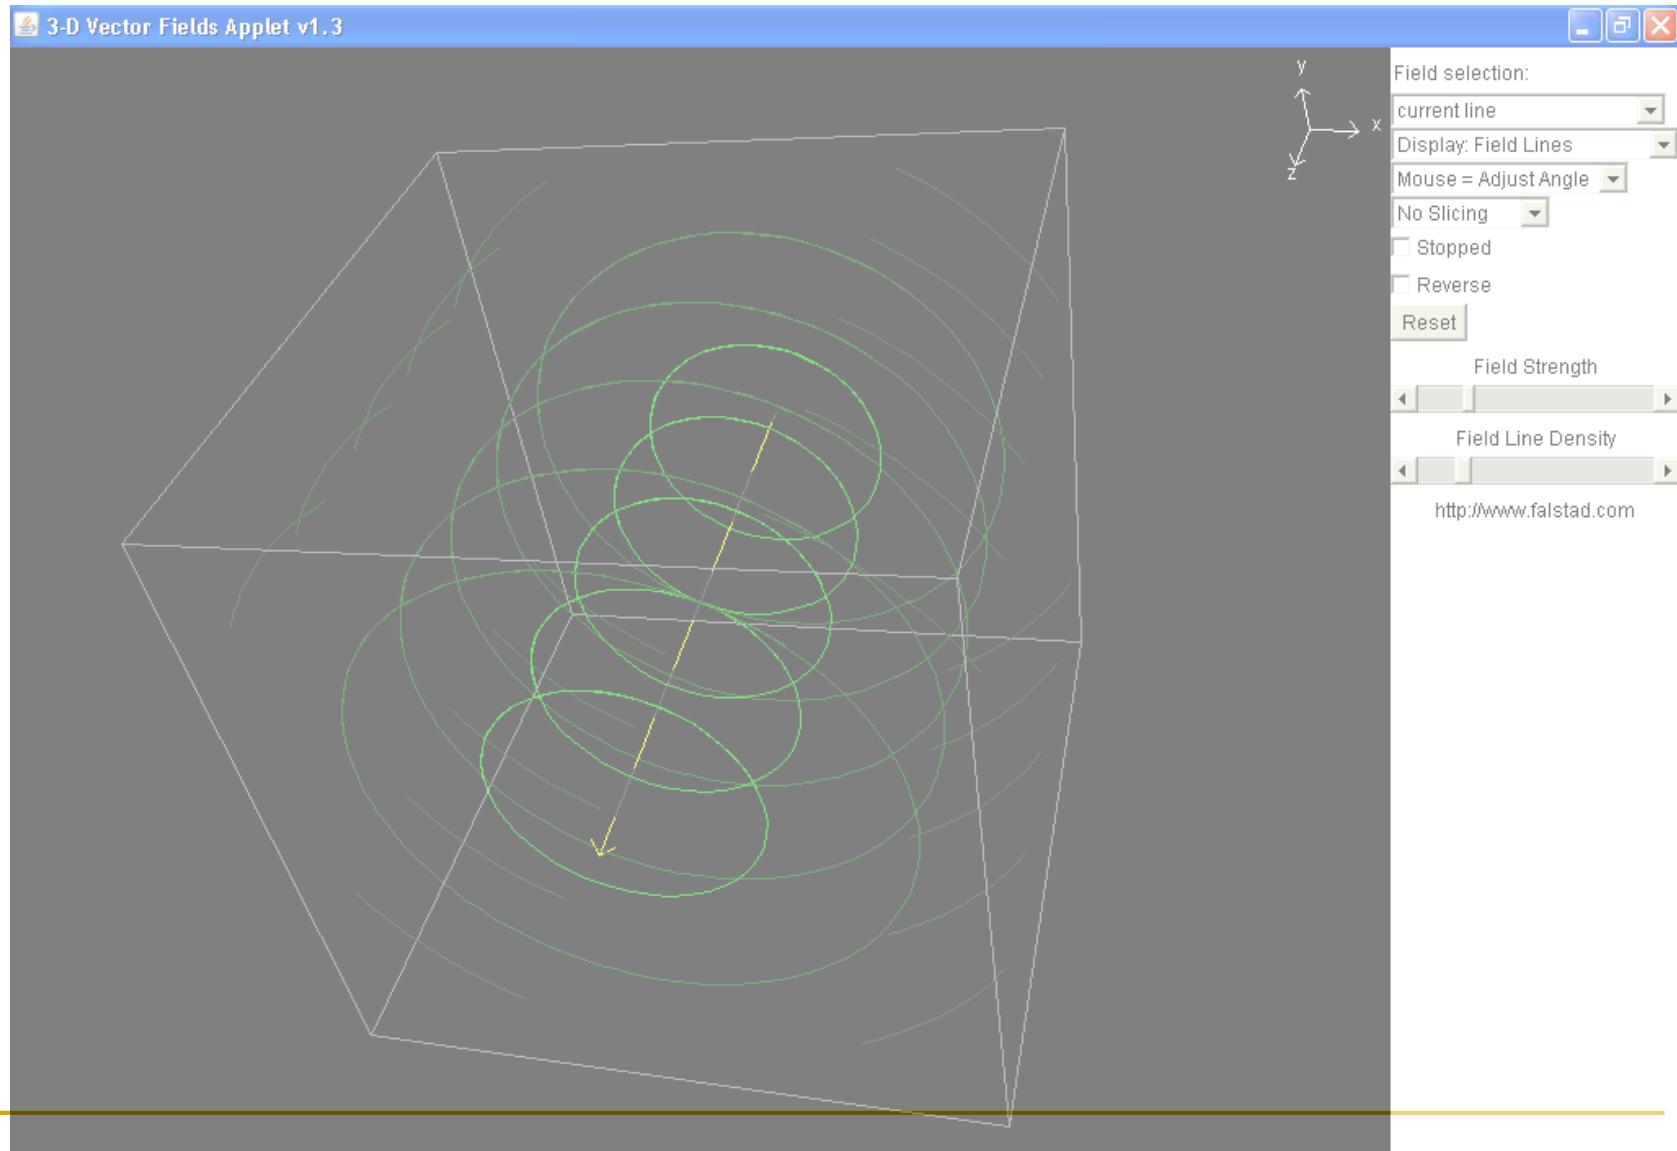 3-D Vector Fields Applet v1.3
y
x
z
Field selection:
current line
Display: Field Lines
Mouse = Adjust Angle
No Slicing
Stopped
Reverse
Reset
Field Strength
Field Line Density
http://www.falstad.com